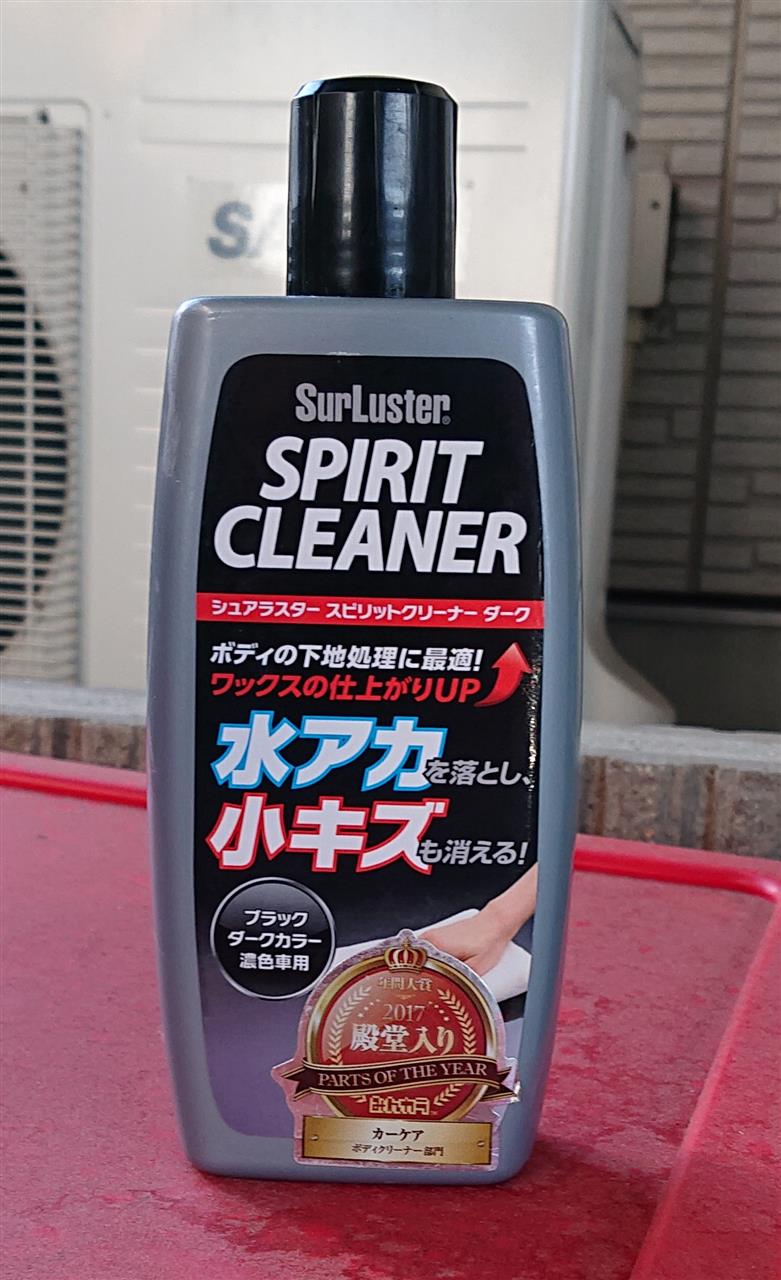 SurLuster®
SPIRIT
CLEANER
シュアラスター スピリットクリーナー ダーク
ボディの下地処理に最適!
ワックスの仕上がりUP
水アカを落とし、
小キズも消える!
ブラック
ダークカラー
濃色車用
年間大賞
2017
殿堂入り
PARTS OF THE YEAR
みんカラ
カーケア
ボディクリーナー部門